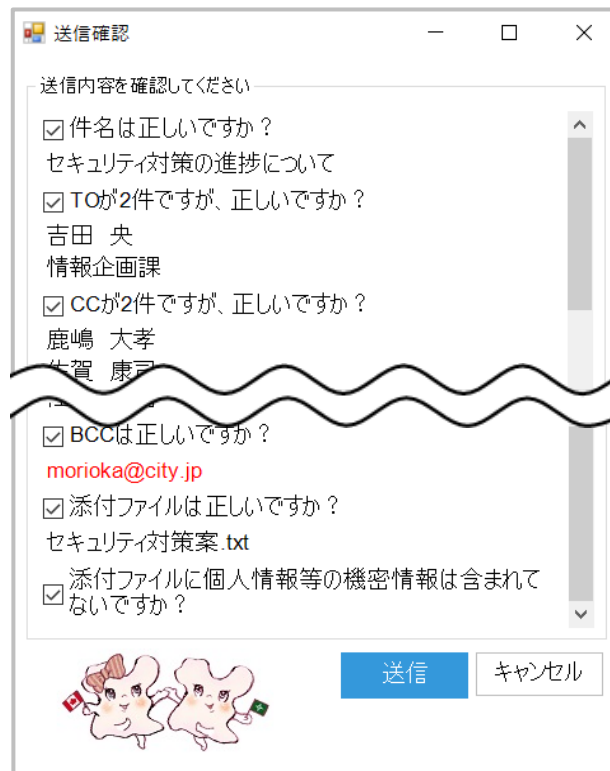 送信確認
送信内容を確認してください
件名は正しいですか？
セキュリティ対策の進捗について
TOが2件ですが、正しいですか？
吉田　央
情報企画課
CCが2件ですが、正しいですか？
鹿嶋　大孝
佐賀　康司
BCCは正しいですか？
morioka@city.jp
添付ファイルは正しいですか？
セキュリティ対策案.txt
添付ファイルに個人情報等の機密情報は含まれて
ないですか？
送信
キャンセル